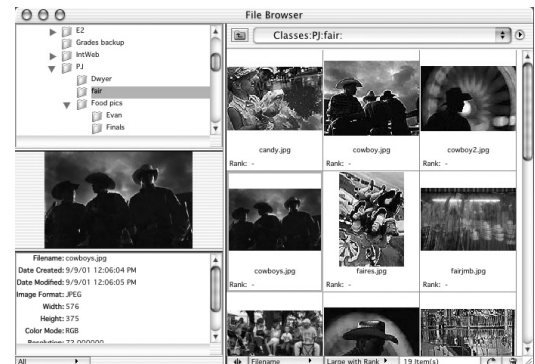 File Browser
E2
Grades backup
IntWeb
PJ
Dwyer
fair
Food pics
Evan
Finals
Filename: cowboys.jpg
Date Created: 9/9/01 12:06:04 PM
Date Modified: 9/9/01 12:06:05 PM
Image Format: JPEG
Width: 576
Height: 375
Color Mode: RGB
Resolution: 72.000000
All
Classes:PJ:fair:
candy.jpg
cowboy.jpg
cowboy2.jpg
Rank: -
Rank: -
Rank: -
cowboys.jpg
faires.jpg
fairjmb.jpg
Rank: -
Rank: -
Rank: -
Filename
Large with Rank
19 Item(s)